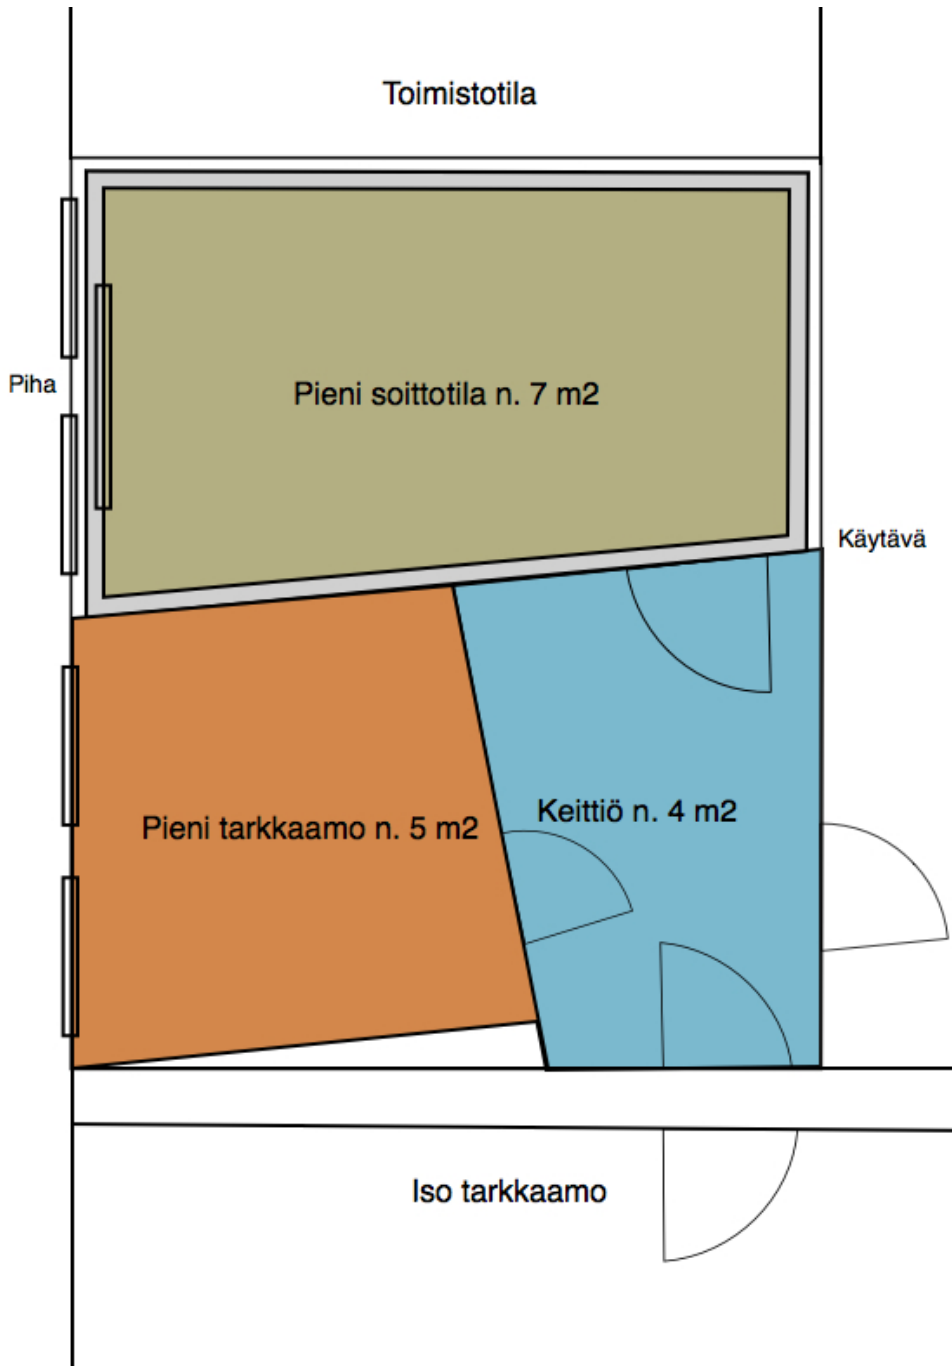 Toimistotila
Piha
Pieni soittotila n. 7 m2
Käytävä
Pieni tarkkaamo n. 5 m2
Keittiö n. 4 m2
Iso tarkkaamo